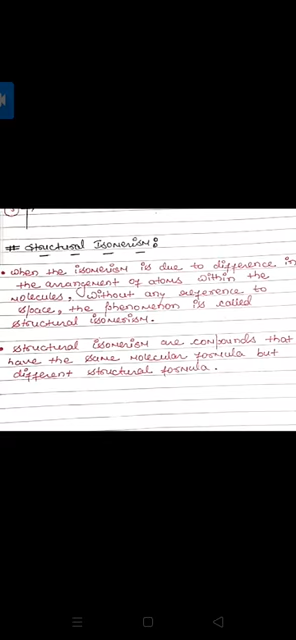 # Structural Isomerism :
• When the isomerism is due to difference in
the arrangement of atoms within the
molecules, without any reference to
space, the phenomenon is called
structural isomerism.
• Structural isomerism are compounds that
have the same molecular formula but
different structural formula.